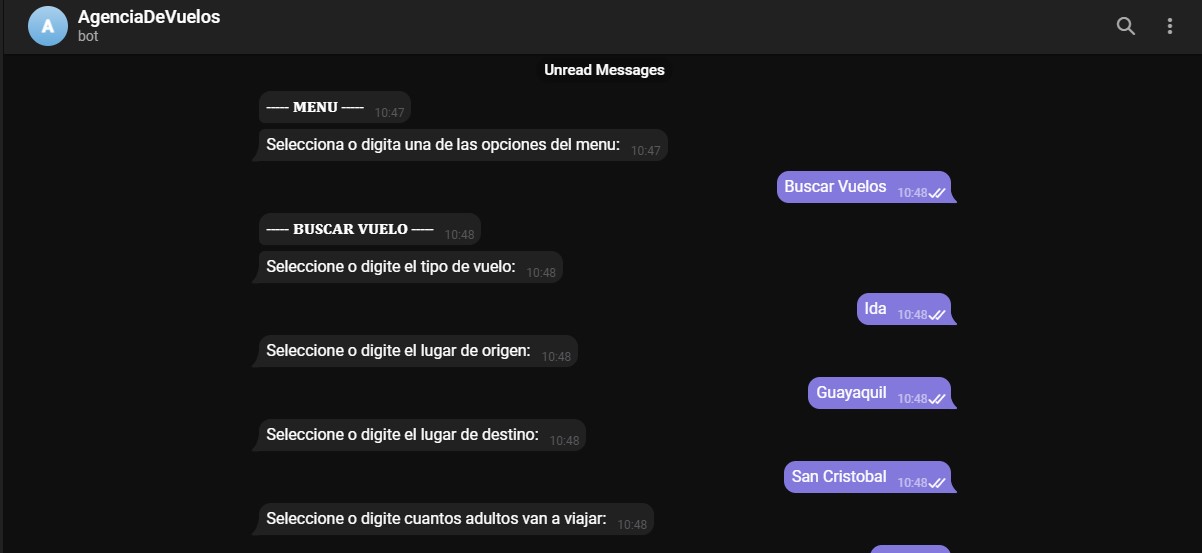 A
AgenciaDeVuelos
bot
Unread Messages
----- MENU ----- 10:47
Selecciona o digita una de las opciones del menu: 10:47
Buscar Vuelos 10:48
----- BUSCAR VUELO ----- 10:48
Seleccione o digite el tipo de vuelo: 10:48
Ida 10:48
Seleccione o digite el lugar de origen: 10:48
Guayaquil 10:48
Seleccione o digite el lugar de destino: 10:48
San Cristobal 10:48
Seleccione o digite cuantos adultos van a viajar: 10:48